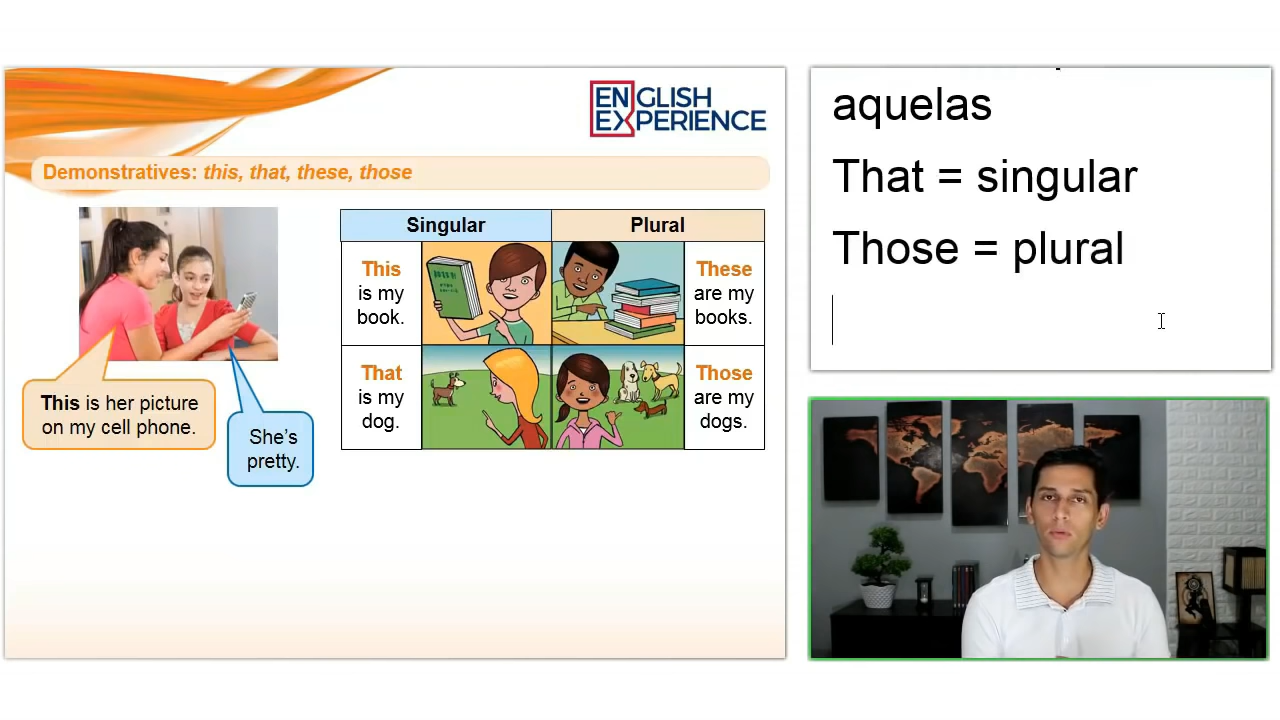 ENGLISH
EXPERIENCE
Demonstratives: this, that, these, those
This is her picture
on my cell phone.
She's
pretty.
Singular
Plural
This
is my
book.
These
are my
books.
That
is my
dog.
Those
are my
dogs.
aquelas
That = singular
Those = plural